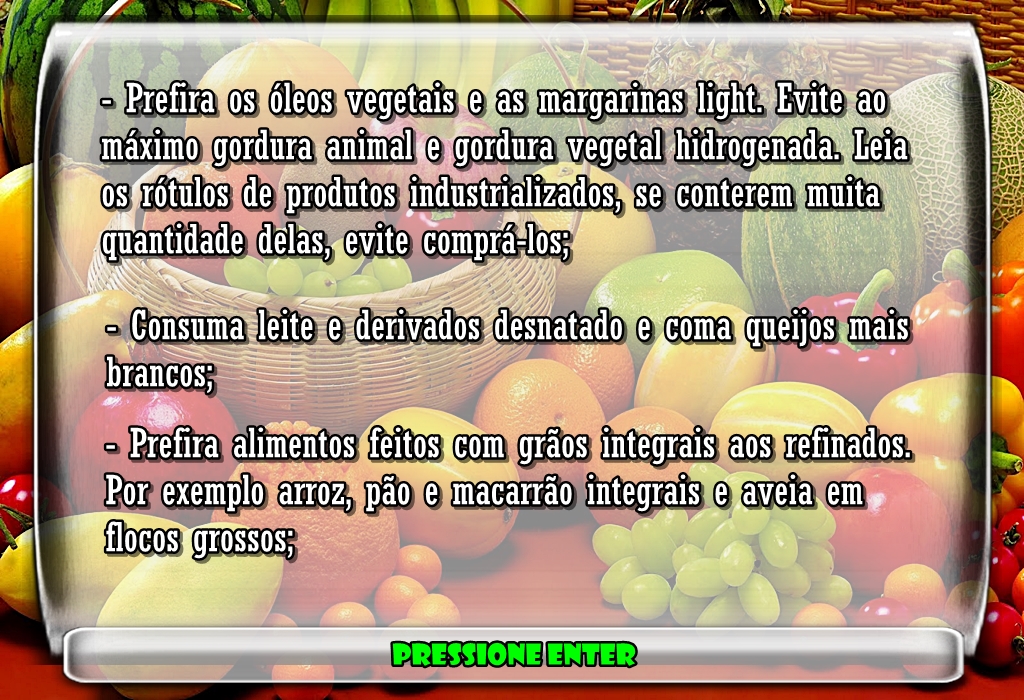 - Prefira os óleos vegetais e as margarinas light. Evite ao
máximo gordura animal e gordura vegetal hidrogenada. Leia
os rótulos de produtos industrializados, se conterem muita
quantidade delas, evite comprá-los;
- Consuma leite e derivados desnatado e coma queijos mais
brancos;
- Prefira alimentos feitos com grãos integrais aos refinados.
Por exemplo arroz, pão e macarrão integrais e aveia em
flocos grossos;
PRESSIONE ENTER